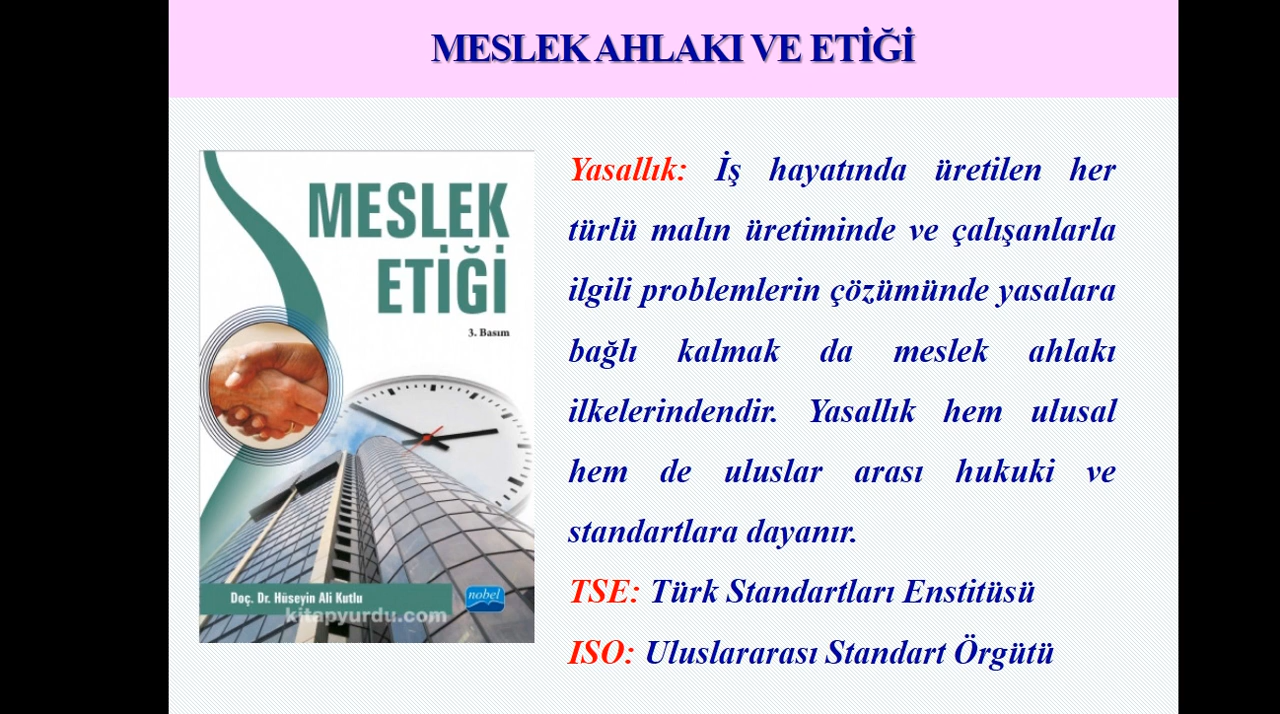 MESLEK AHLAKI VE ETİĞİ
MESLEK
ETİĞİ
3. Basım
Doç. Dr. Hüseyin Ali Kutlu
nobel
kitapyurdu.com
Yasallık: İş hayatında üretilen her
türlü malın üretiminde ve çalışanlarla
ilgili problemlerin çözümünde yasalara
bağlı kalmak da meslek ahlakı
ilkelerindendir. Yasallık hem ulusal
hem de uluslar arası hukuki ve
standartlara dayanır.
TSE: Türk Standartları Enstitüsü
ISO: Uluslararası Standart Örgütü